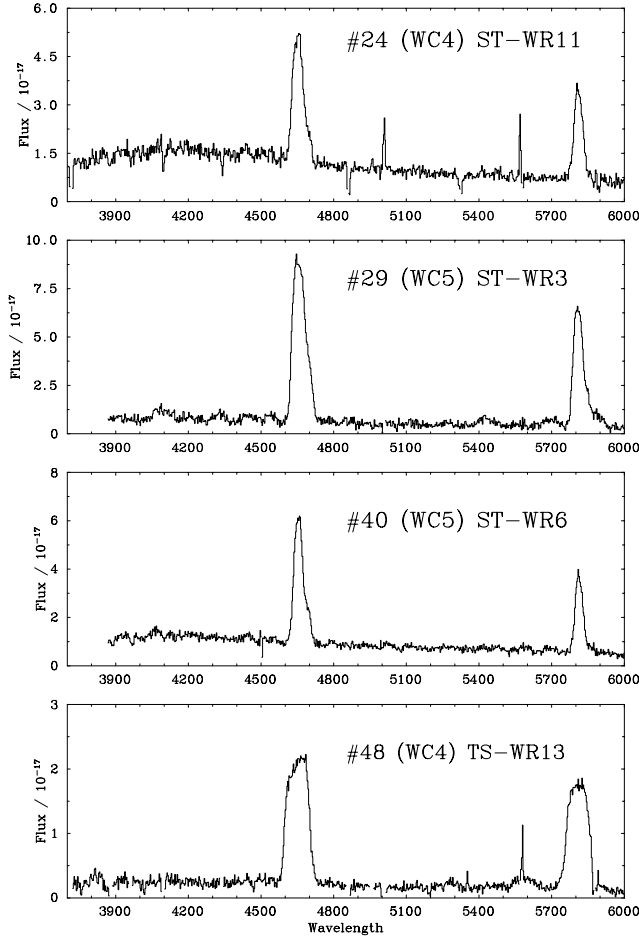 6.0
4.5
3.0
1.5
0
Flux / 10⁻¹⁷
#24 (WC4) ST−WR11
3900 4200 4500 4800 5100 5400 5700 6000
10.0
7.5
5.0
2.5
0
Flux / 10⁻¹⁷
#29 (WC5) ST−WR3
3900 4200 4500 4800 5100 5400 5700 6000
8
6
4
2
0
Flux / 10⁻¹⁷
#40 (WC5) ST−WR6
3900 4200 4500 4800 5100 5400 5700 6000
3
2
1
0
Flux / 10⁻¹⁷
#48 (WC4) TS−WR13
3900 4200 4500 4800 5100 5400 5700 6000
Wavelength